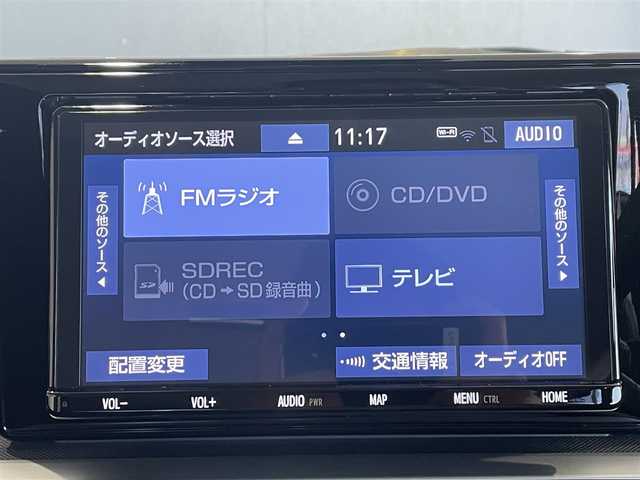 オーディオソース選択
11:17
Wi-Fi
AUDIO
その他のソース
FMラジオ
CD/DVD
その他のソース
SDREC
(CD→SD録音曲)
テレビ
配置変更
交通情報
オーディオOFF
VOL-
VOL+
AUDIO PWR
MAP
MENU CTRL
HOME